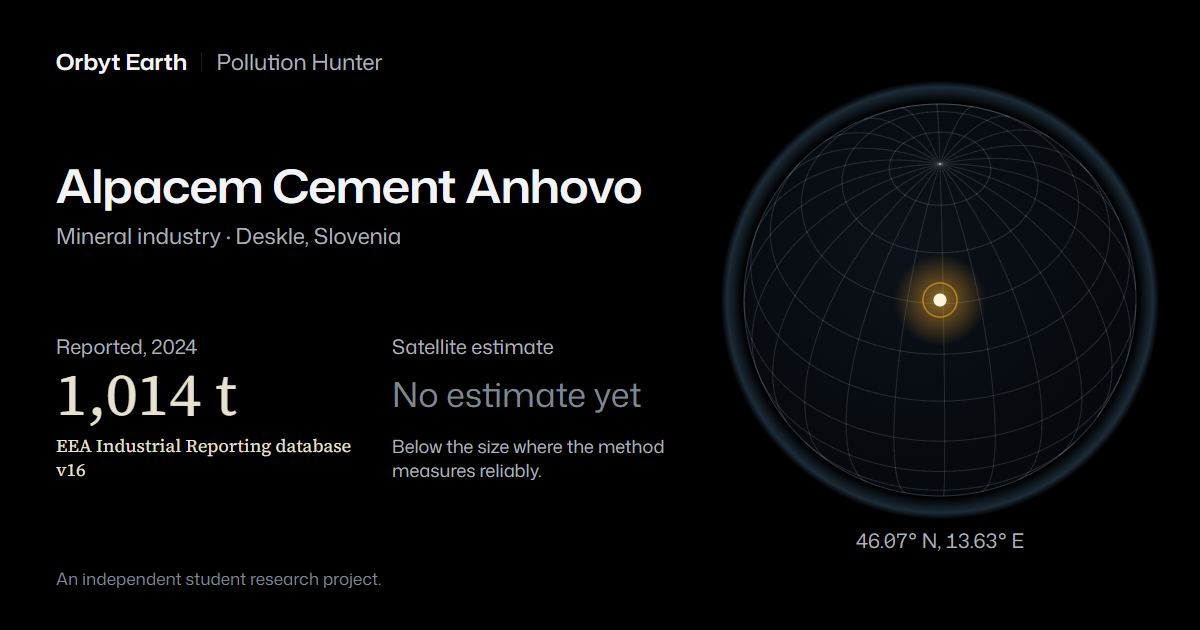 Orbyt Earth | Pollution Hunter
Alpacem Cement Anhovo
Mineral industry · Deskle, Slovenia
Reported, 2024
1,014 t
EEA Industrial Reporting database
v16
Satellite estimate
No estimate yet
Below the size where the method
measures reliably.
46.07° N, 13.63° E
An independent student research project.